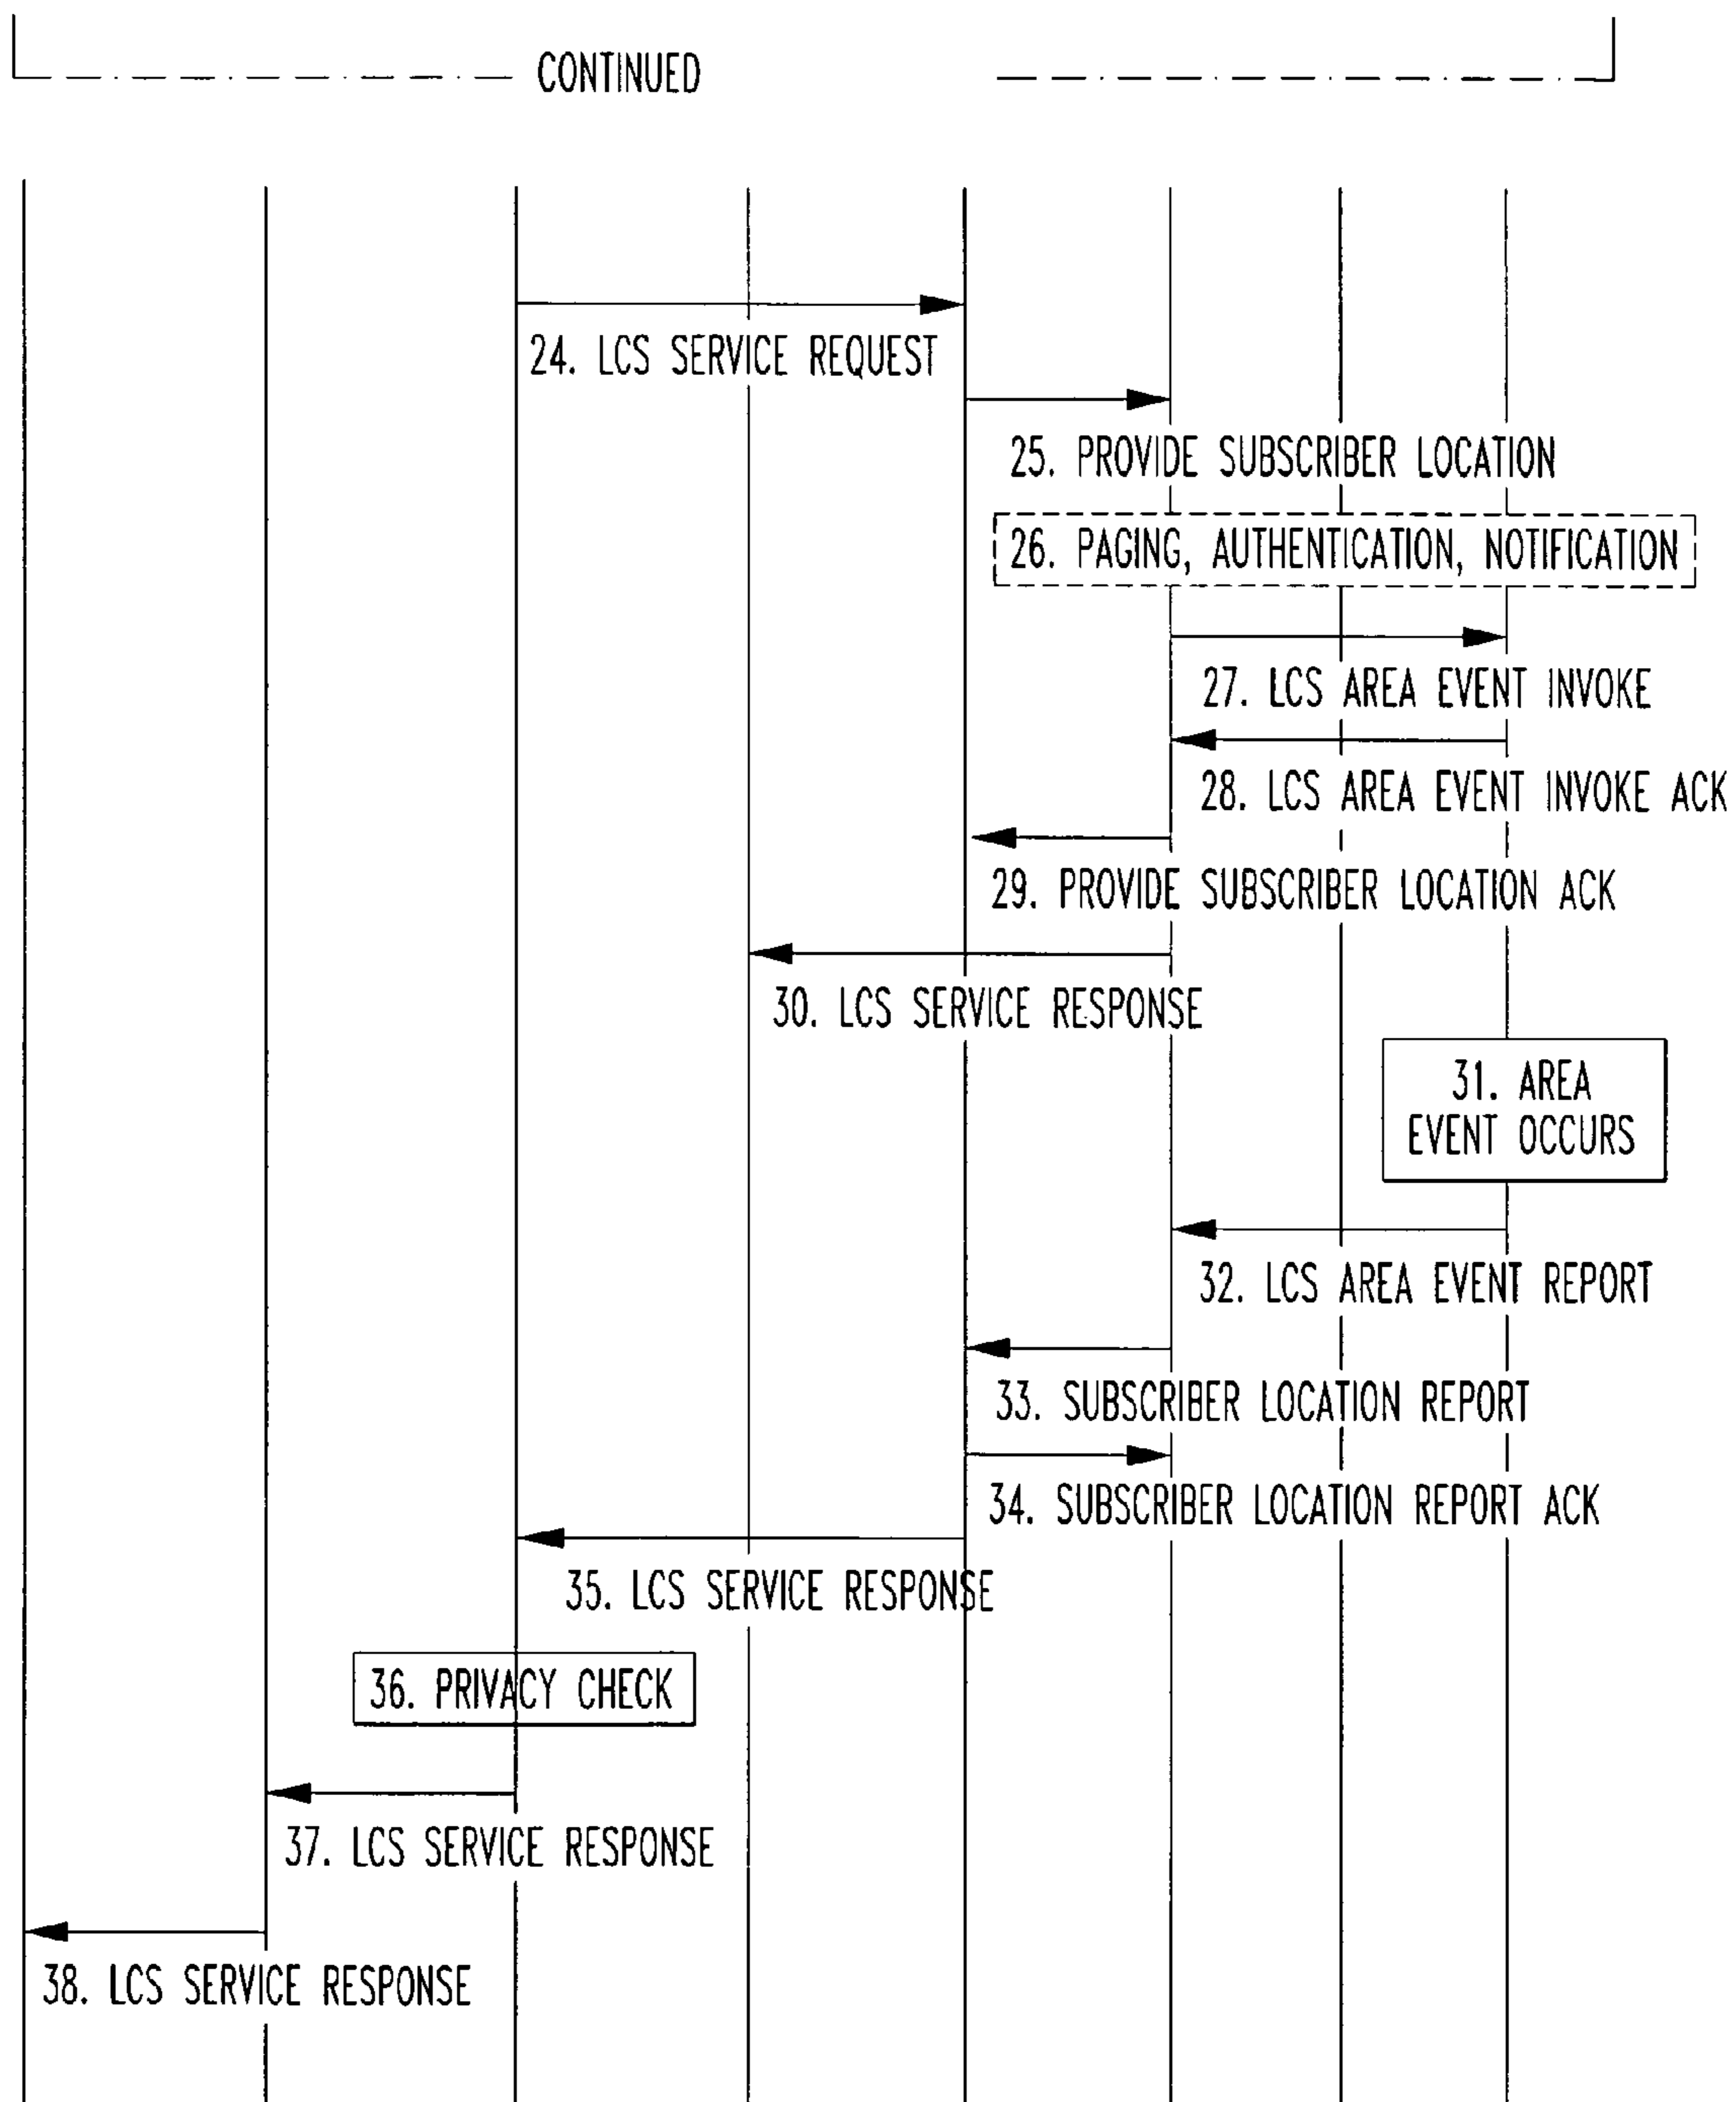 CONTINUED
24. LCS SERVICE REQUEST
25. PROVIDE SUBSCRIBER LOCATION
26. PAGING, AUTHENTICATION, NOTIFICATION
27. LCS AREA EVENT INVOKE
28. LCS AREA EVENT INVOKE ACK
29. PROVIDE SUBSCRIBER LOCATION ACK
30. LCS SERVICE RESPONSE
31. AREA
EVENT OCCURS
32. LCS AREA EVENT REPORT
33. SUBSCRIBER LOCATION REPORT
34. SUBSCRIBER LOCATION REPORT ACK
35. LCS SERVICE RESPONSE
36. PRIVACY CHECK
37. LCS SERVICE RESPONSE
38. LCS SERVICE RESPONSE